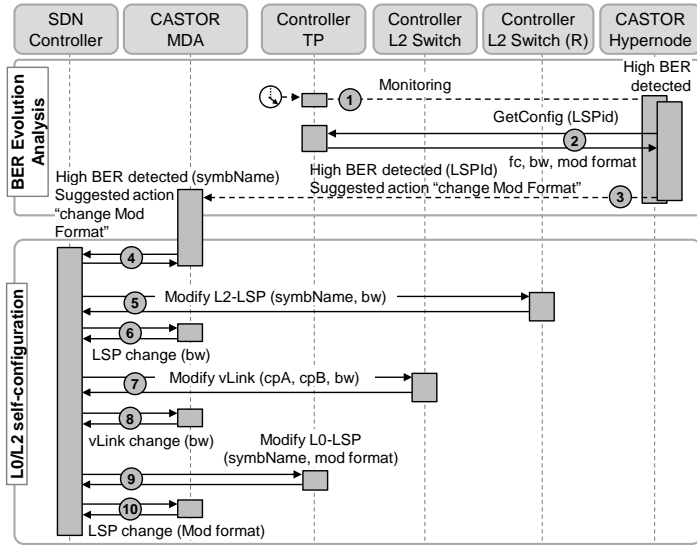 SDN
Controller
CASTOR
MDA
Controller
TP
Controller
L2 Switch
Controller
L2 Switch (R)
CASTOR
Hypernode
BER Evolution
Analysis
High BER
detected
Monitoring
1
GetConfig (LSPid)
2
fc, bw, mod format
High BER detected (LSPId)
Suggested action “change Mod Format”
3
High BER detected (symbName)
Suggested action
“change Mod
Format”
L0/L2 self-configuration
4
5
Modify L2-LSP (symbName, bw)
6
LSP change (bw)
7
Modify vLink (cpA, cpB, bw)
8
vLink change (bw)
Modify L0-LSP
(symbName, mod format)
9
10
LSP change (Mod format)